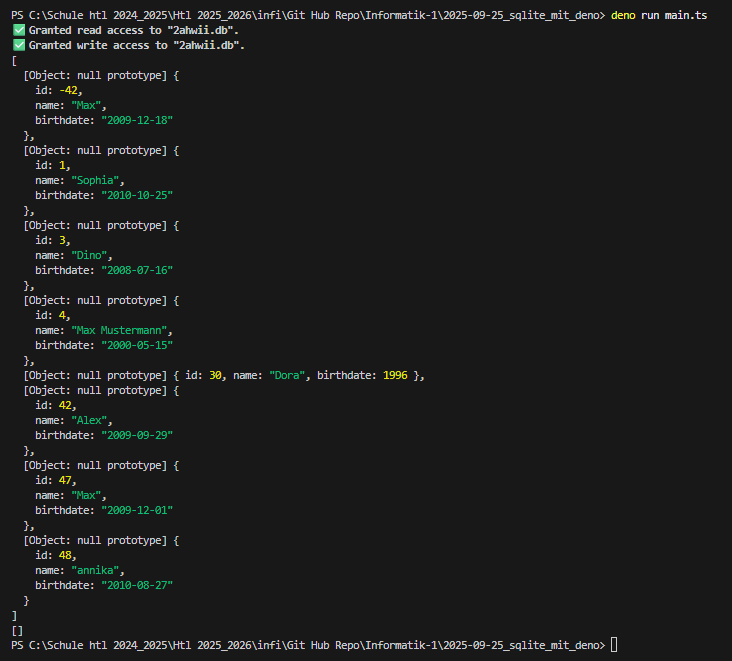 PS C:\Schule htl 2024_2025\Htl 2025_2026\infi\Git Hub Repo\Informatik-1\2025-09-25_sqlite_mit_deno> deno run main.ts
✅ Granted read access to "2ahwii.db".
✅ Granted write access to "2ahwii.db".
[
  [Object: null prototype] {
    id: -42,
    name: "Max",
    birthdate: "2009-12-18"
  },
  [Object: null prototype] {
    id: 1,
    name: "Sophia",
    birthdate: "2010-10-25"
  },
  [Object: null prototype] {
    id: 3,
    name: "Dino",
    birthdate: "2008-07-16"
  },
  [Object: null prototype] {
    id: 4,
    name: "Max Mustermann",
    birthdate: "2000-05-15"
  },
  [Object: null prototype] { id: 30, name: "Dora", birthdate: 1996 },
  [Object: null prototype] {
    id: 42,
    name: "Alex",
    birthdate: "2009-09-29"
  },
  [Object: null prototype] {
    id: 47,
    name: "Max",
    birthdate: "2009-12-01"
  },
  [Object: null prototype] {
    id: 48,
    name: "annika",
    birthdate: "2010-08-27"
  }
]
[]
PS C:\Schule htl 2024_2025\Htl 2025_2026\infi\Git Hub Repo\Informatik-1\2025-09-25_sqlite_mit_deno>